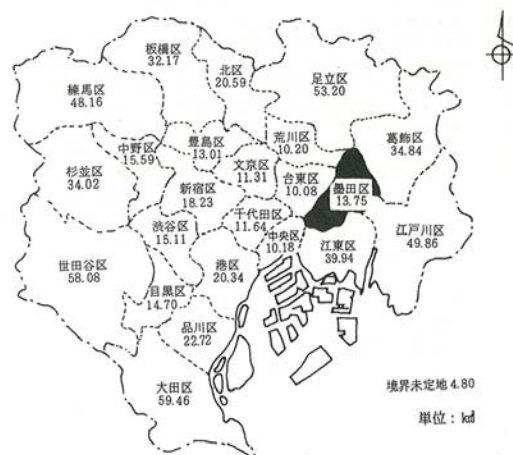 板橋区
32.17
北区
20.59
足立区
53.20
練馬区
48.16
中野区
15.59
豊島区
13.01
荒川区
10.20
葛飾区
34.84
杉並区
34.02
文京区
11.31
台東区
10.08
墨田区
13.75
新宿区
18.23
千代田区
11.64
渋谷区
15.11
中央区
10.18
江東区
39.94
江戸川区
49.86
世田谷区
58.08
港区
20.34
目黒区
14.70
品川区
22.72
大田区
59.46
境界未定地 4.80
単位：㎢